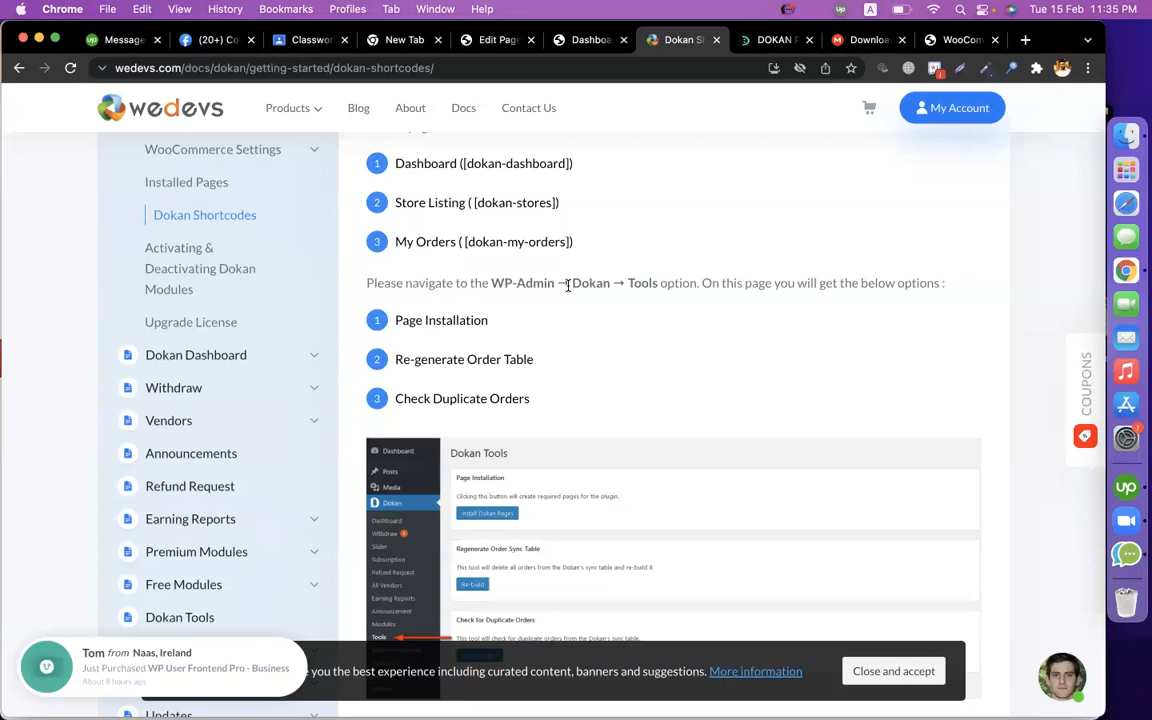 Chrome File Edit View History Bookmarks Profiles Tab Window Help
up A Tue 15 Feb 11:35 PM
Message (20+) Co Classwor New Tab Edit Pag Dashboa Dokan S DOKAN Downloa WooCom
wedevs.com/docs/dokan/getting-started/dokan-shortcodes/
wedevs Products Blog About Docs Contact Us My Account
WooCommerce Settings
Installed Pages
Dokan Shortcodes
Activating &
Deactivating Dokan
Modules
Upgrade License
Dokan Dashboard
Withdraw
Vendors
Announcements
Refund Request
Earning Reports
Premium Modules
Free Modules
Dokan Tools
Updates
1 Dashboard ([dokan-dashboard])
2 Store Listing ( [dokan-stores])
3 My Orders ( [dokan-my-orders])
Please navigate to the WP-Admin → Dokan → Tools option. On this page you will get the below options :
1 Page Installation
2 Re-generate Order Table
3 Check Duplicate Orders
Dashboard
Posts
Media
Dokan
Dashboard
Withdraw
Slider
Subscription
Refund Request
All Vendors
Earning Reports
Announcement
Modules
Tools
Dokan Tools
Page Installation
Clicking this button will create required pages for the plugin.
Install Dokan Pages
Regenerate Order Sync Table
This tool will delete all orders from the Dokan's sync table and re-build it.
Re-build
Check for Duplicate Orders
This tool will check for duplicate orders from the Dokan's sync table.
COUPONS
up
Tom from Naas, Ireland
Just Purchased WP User Frontend Pro - Business
About 8 hours ago
e you the best experience including curated content, banners and suggestions. More information
Close and accept